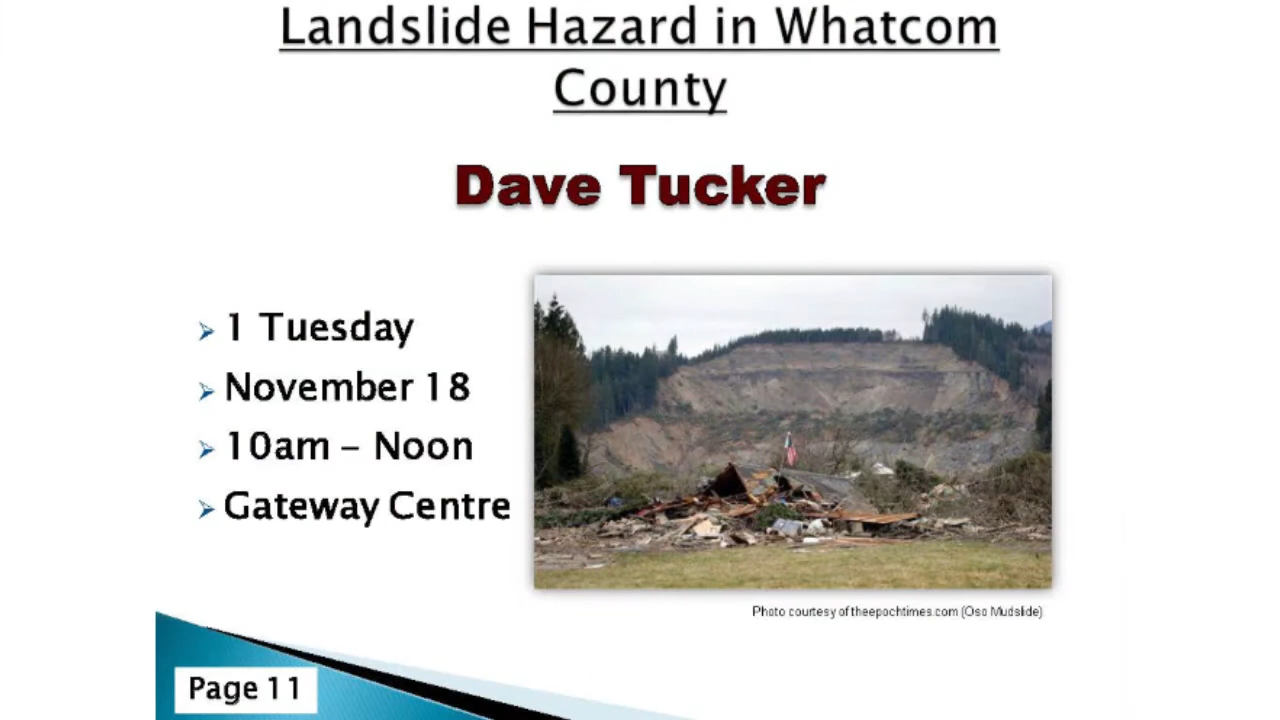 Landslide Hazard in Whatcom
County
Dave Tucker
1 Tuesday
November 18
10am – Noon
Gateway Centre
Photo courtesy of theepochtimes.com (Oso Mudslide)
Page 11